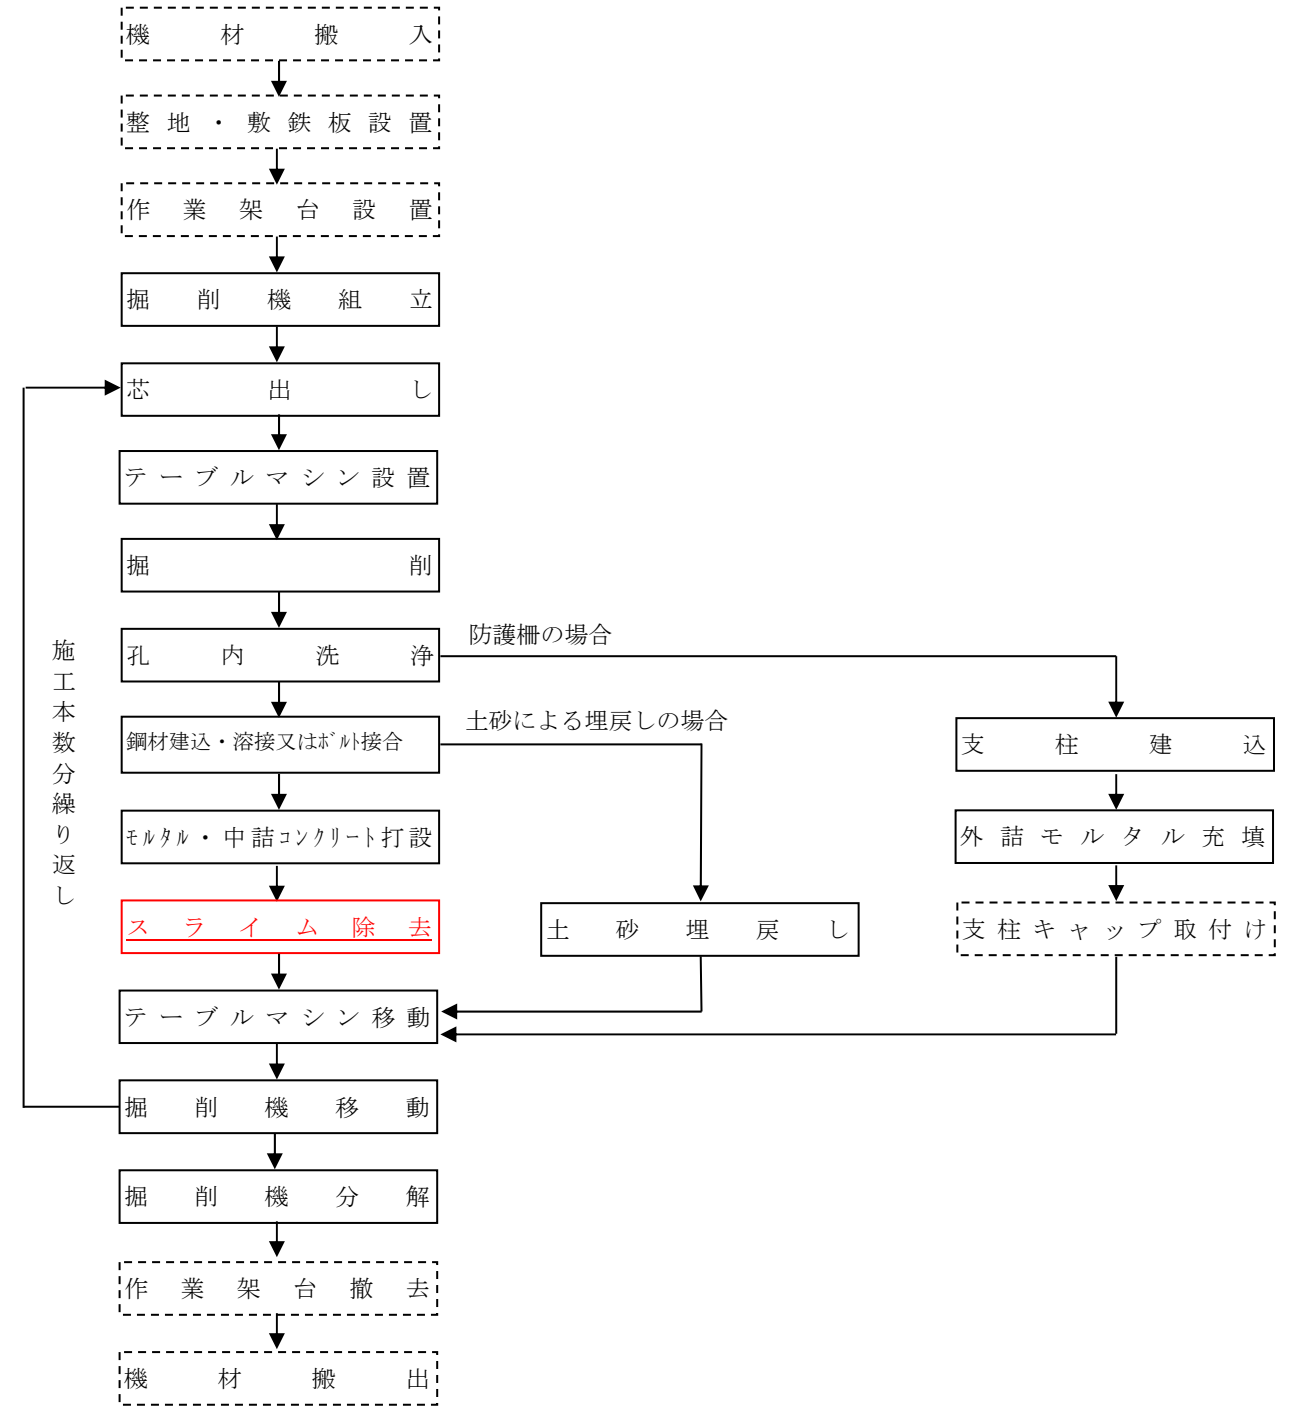 機材搬入
整地・敷鉄板設置
作業架台設置
掘削機組立
芯出し
テーブルマシン設置
掘削
孔内洗浄
防護柵の場合
鋼材建込・溶接又はﾎﾞﾙﾄ接合
土砂による埋戻しの場合
支柱建込
ﾓﾙﾀﾙ・中詰ｺﾝｸﾘｰﾄ打設
外詰モルタル充填
スライム除去
土砂埋戻し
支柱キャップ取付け
テーブルマシン移動
掘削機移動
施工本数分繰り返し
掘削機分解
作業架台撤去
機材搬出